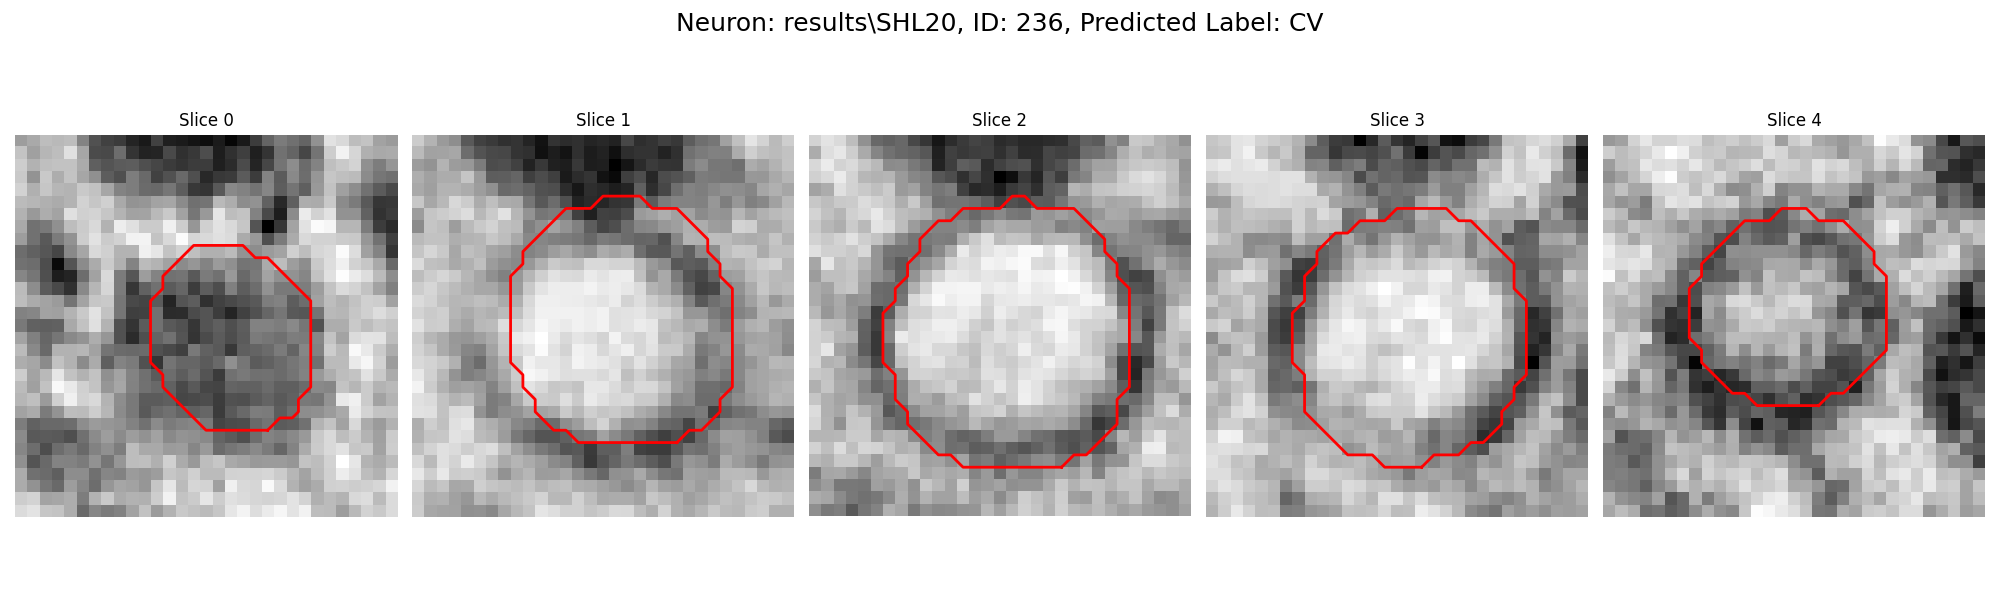 Neuron: results\SHL20, ID: 236, Predicted Label: CV
Slice 0
Slice 1
Slice 2
Slice 3
Slice 4